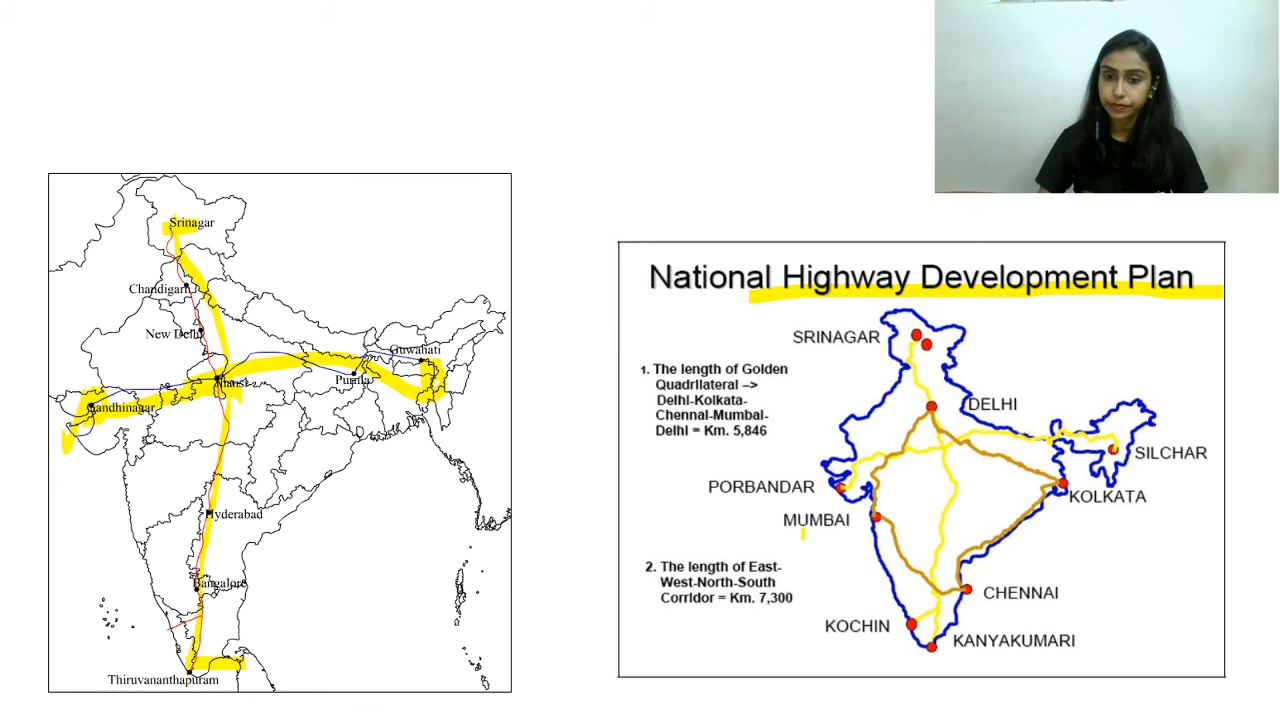 Srinagar
Chandigarh
New Delhi
Guwahati
Jhansi
Purnia
Gandhinagar
Hyderabad
Bangalore
Thiruvananthapuram
National Highway Development Plan
SRINAGAR
1. The length of Golden
Quadrilateral –>
Delhi-Kolkata-
Chennai-Mumbai-
Delhi = Km. 5,846
DELHI
SILCHAR
PORBANDAR
KOLKATA
MUMBAI
2. The length of East-
West-North-South
Corridor = Km. 7,300
CHENNAI
KOCHIN
KANYAKUMARI